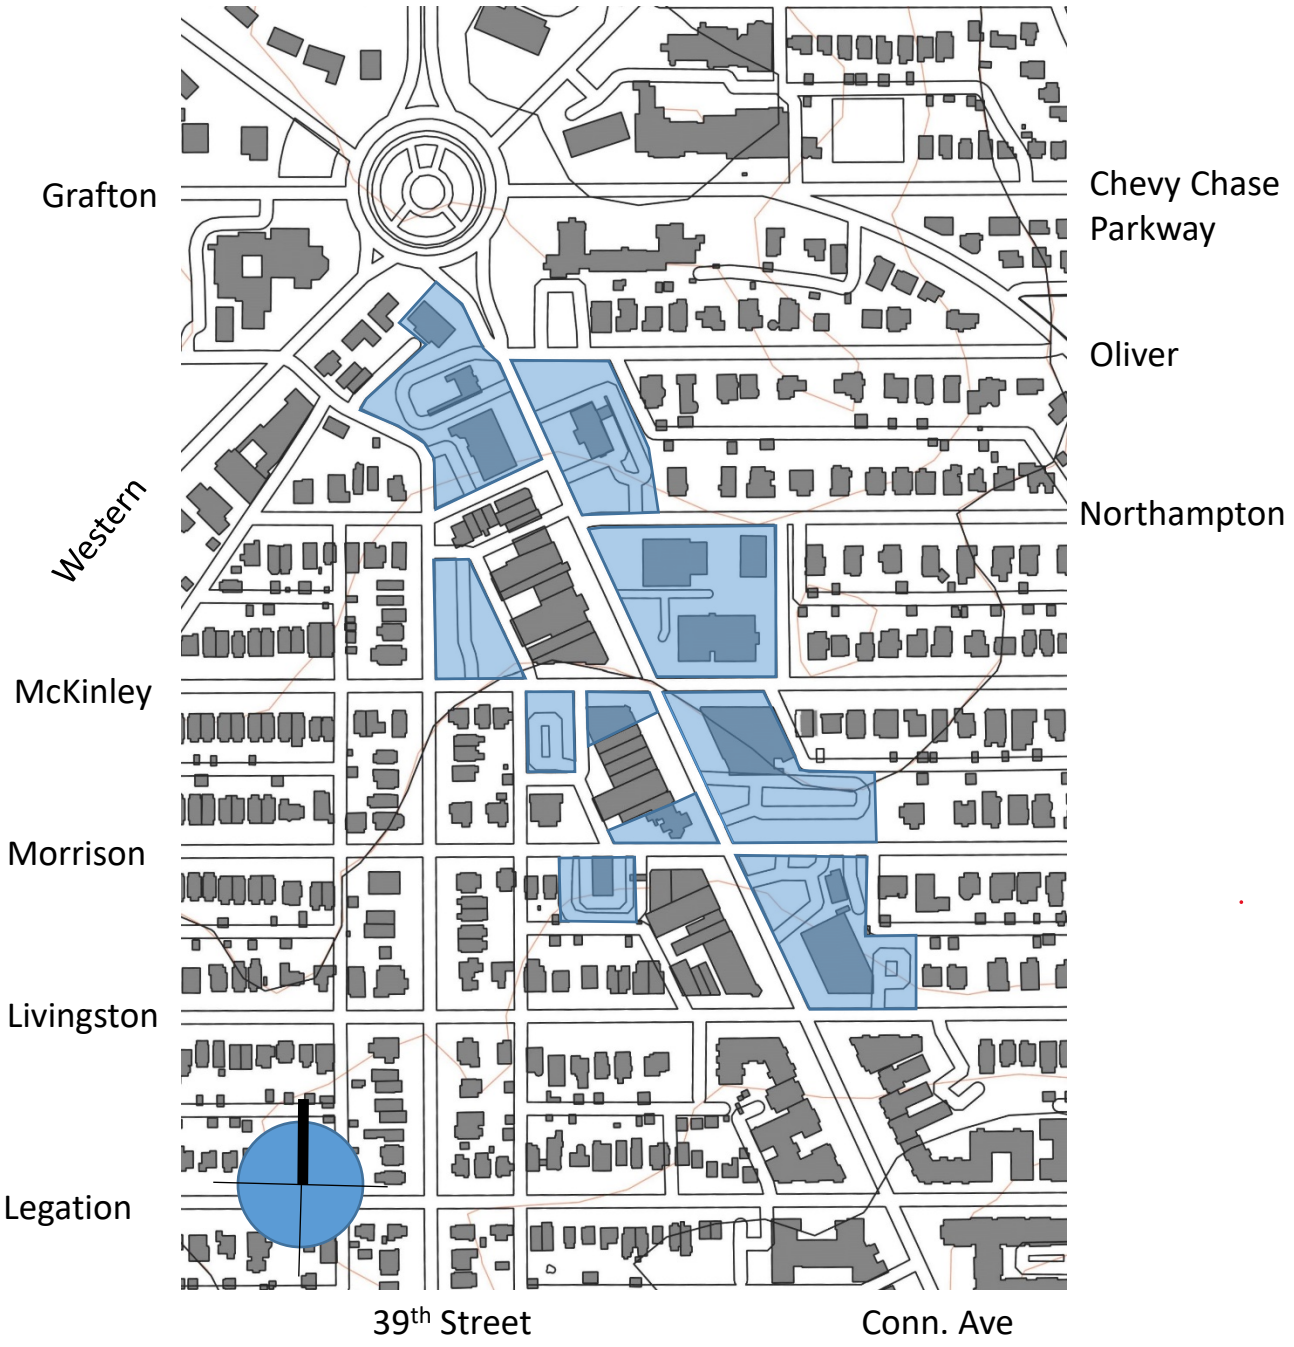 Grafton
Chevy Chase
Parkway
Oliver
Western
Northampton
McKinley
Morrison
Livingston
Legation
39th Street
Conn. Ave